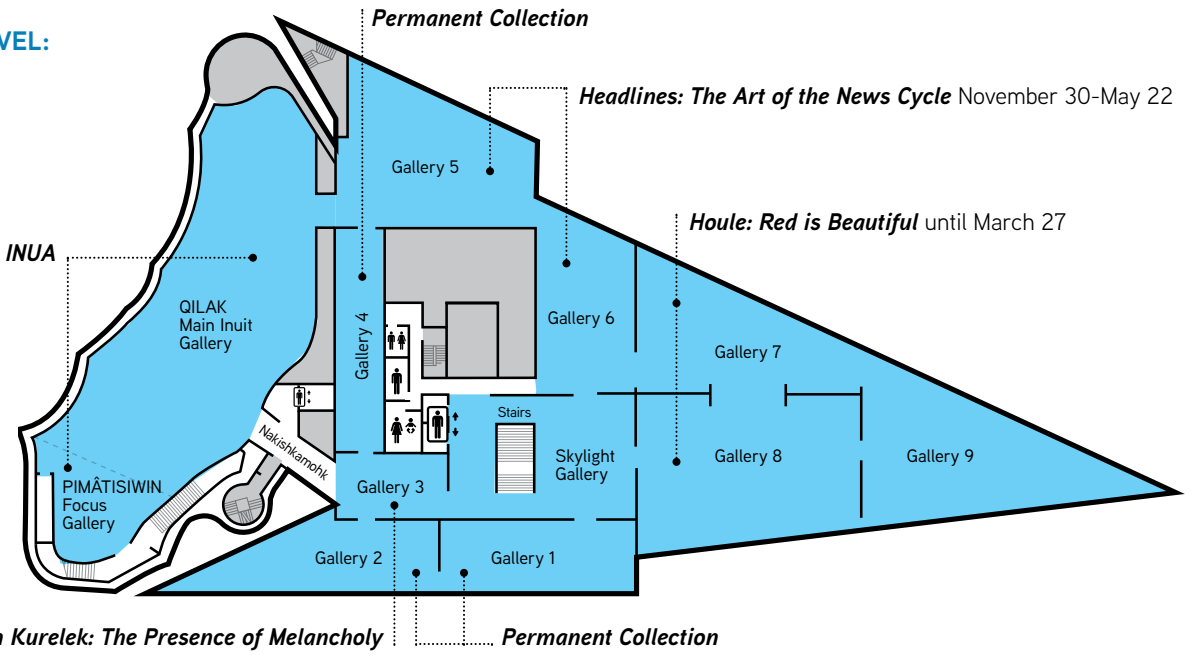 Permanent Collection
VEL:
Headlines: The Art of the News Cycle November 30-May 22
Gallery 5
Houle: Red is Beautiful until March 27
INUA
QILAK
Main Inuit
Gallery
Gallery 4
Gallery 6
Gallery 7
Stairs
Nakishkamohk
Skylight
Gallery
Gallery 8
Gallery 9
PIMÂTISIWIN
Focus
Gallery
Gallery 3
Gallery 2
Gallery 1
Kurelek: The Presence of Melancholy
Permanent Collection